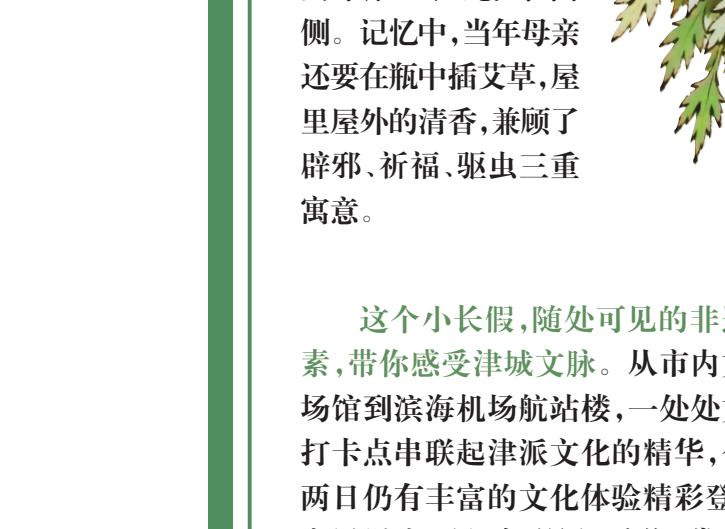 侧。记忆中,当年母亲
还要在瓶中插艾草,屋
里屋外的清香,兼顾了
辟邪、祈福、驱虫三重
寓意。
这个小长假,随处可见的非
素,带你感受津城文脉。从市内
场馆到滨海机场航站楼,一处处
打卡点串联起津派文化的精华,
两日仍有丰富的文化体验精彩登